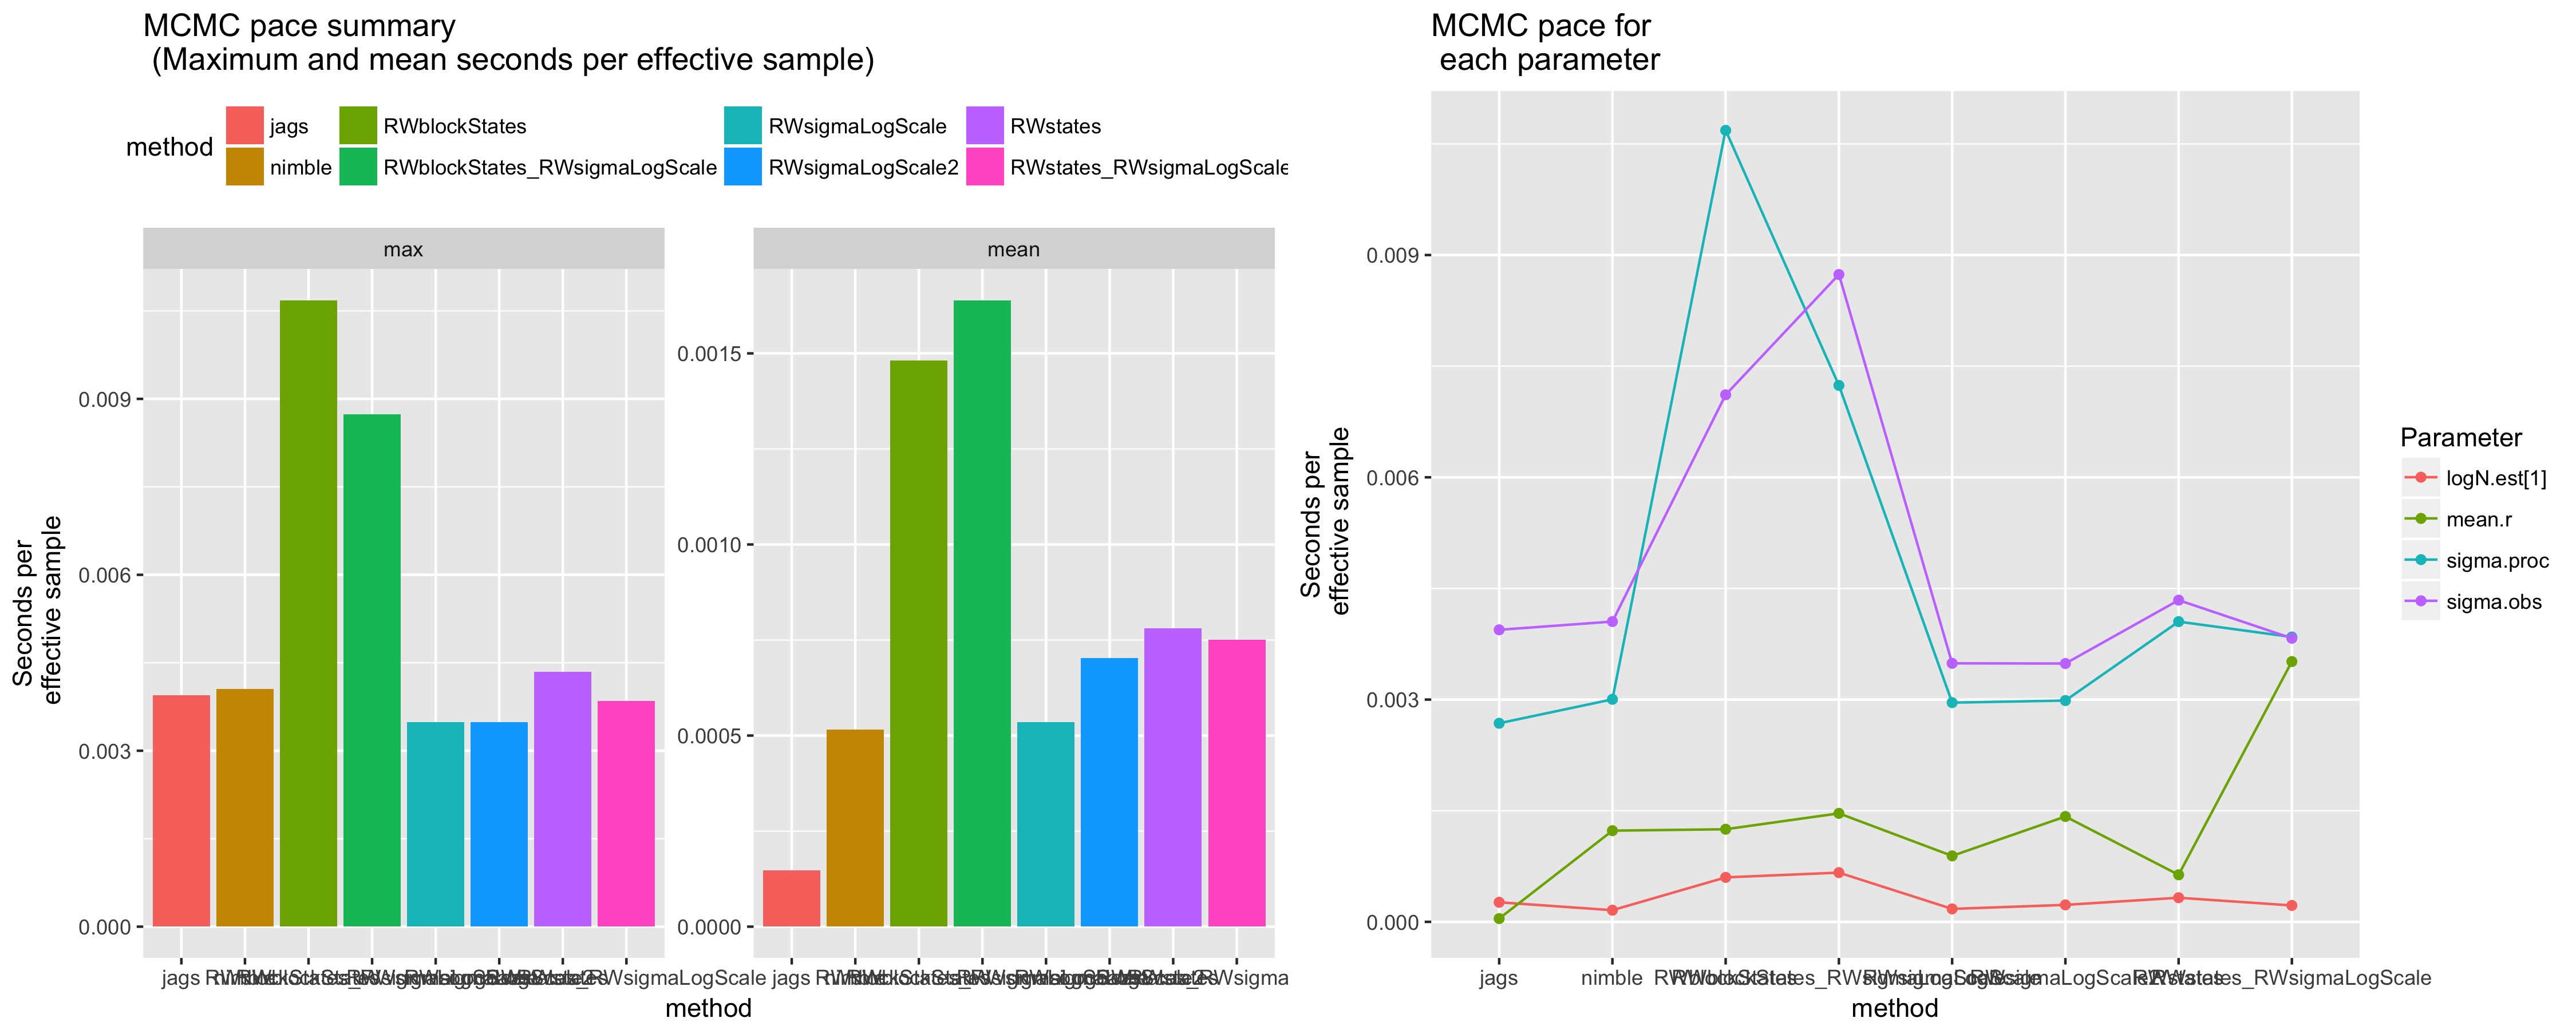 MCMC pace summary
(Maximum and mean seconds per effective sample)
method
jags
RWblockStates
RWsigmaLogScale
RWstates
nimble
RWblockStates_RWsigmaLogScale
RWsigmaLogScale2
RWstates_RWsigmaLogScale
max
mean
Seconds per
effective sample
0.009
0.006
0.003
0.000
0.0015
0.0010
0.0005
0.0000
jags
jags
method
MCMC pace for
each parameter
Seconds per
effective sample
0.009
0.006
0.003
0.000
jags
nimble
method
Parameter
logN.est[1]
mean.r
sigma.proc
sigma.obs